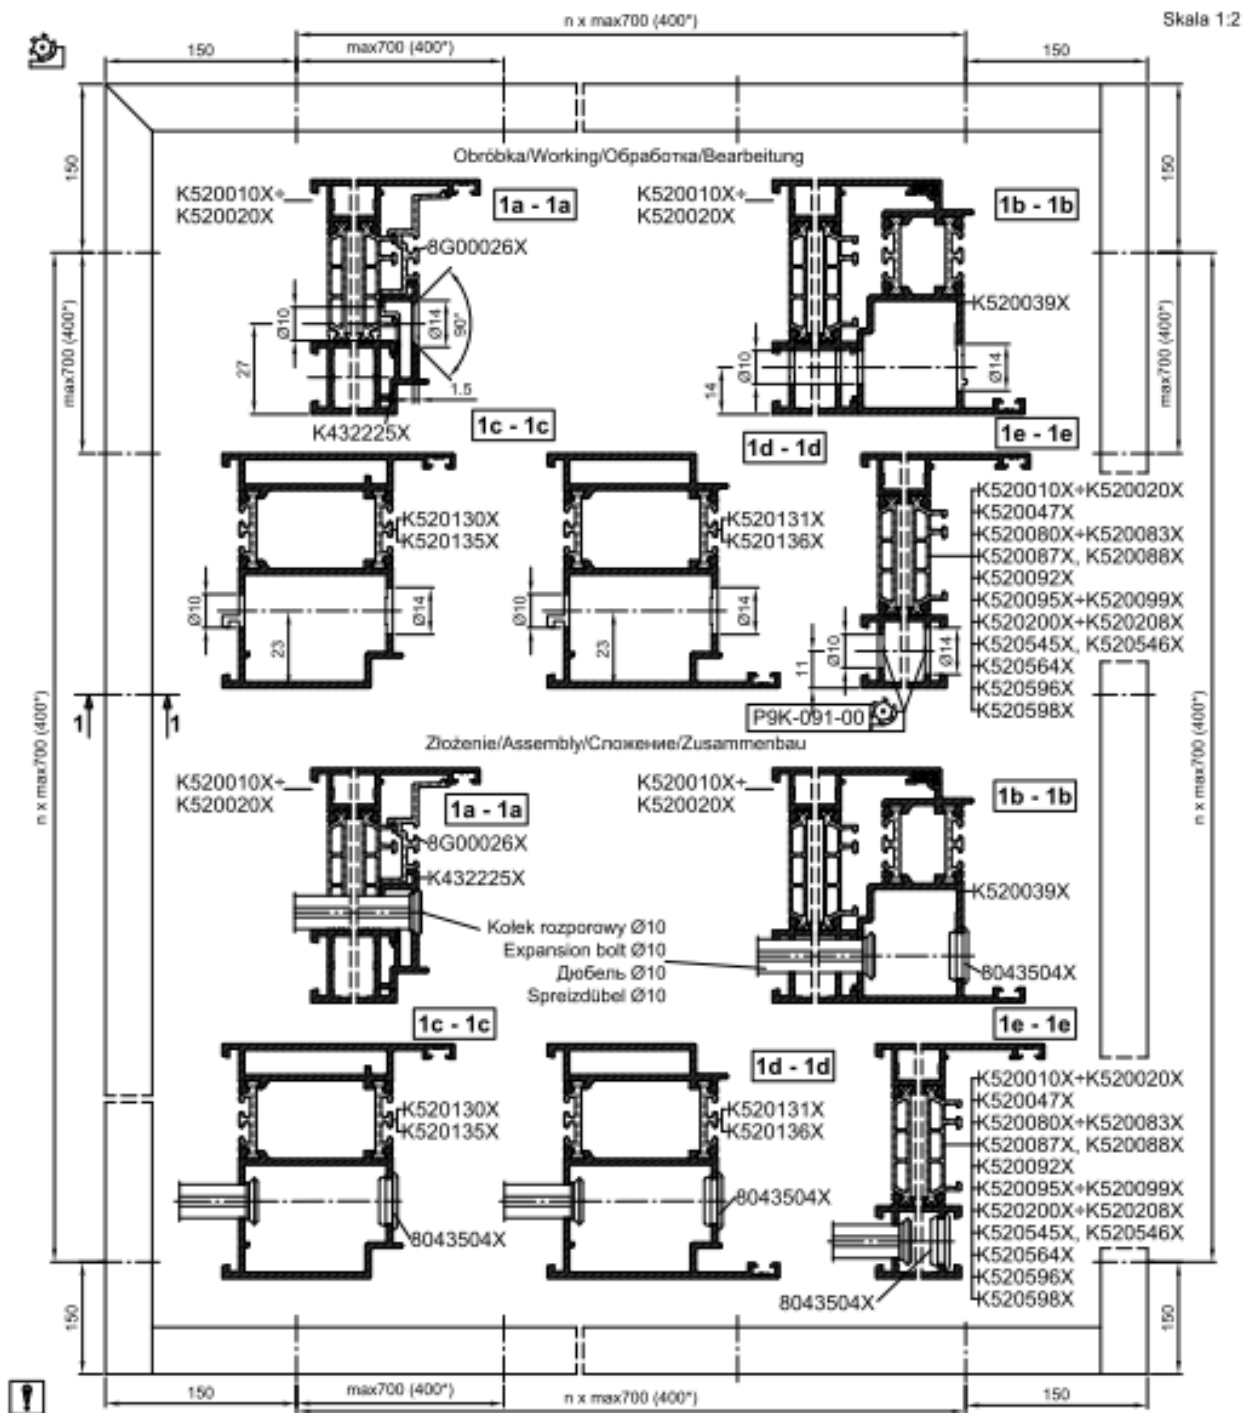 Skala 1:2
n x max700 (400*)
150
max700 (400*)
150
150
150
Obróbka/Working/Обработка/Bearbeitung
K520010X÷
K520020X
1a - 1a
8G00026X
Ø10
27
Ø14
90°
1.5
K432225X
K520010X÷
K520020X
1b - 1b
K520039X
Ø10
14
Ø14
max700 (400*)
max700 (400*)
1c - 1c
K520130X
K520135X
Ø10
23
Ø14
1d - 1d
K520131X
K520136X
Ø10
23
Ø14
1e - 1e
K520010X÷K520020X
K520047X
K520080X÷K520083X
K520087X, K520088X
K520092X
K520095X÷K520099X
K520200X÷K520208X
K520545X, K520546X
K520564X
K520596X
K520598X
Ø10
11
Ø14
P9K-091-00
1
1
n x max700 (400*)
n x max700 (400*)
Złożenie/Assembly/Сложение/Zusammenbau
K520010X÷
K520020X
1a - 1a
8G00026X
K432225X
Kołek rozporowy Ø10
Expansion bolt Ø10
Дюбель Ø10
Spreizdübel Ø10
K520010X÷
K520020X
1b - 1b
K520039X
8043504X
1c - 1c
K520130X
K520135X
8043504X
1d - 1d
K520131X
K520136X
8043504X
1e - 1e
K520010X÷K520020X
K520047X
K520080X÷K520083X
K520087X, K520088X
K520092X
K520095X÷K520099X
K520200X÷K520208X
K520545X, K520546X
K520564X
K520596X
K520598X
8043504X
150
150
150
max700 (400*)
n x max700 (400*)
150